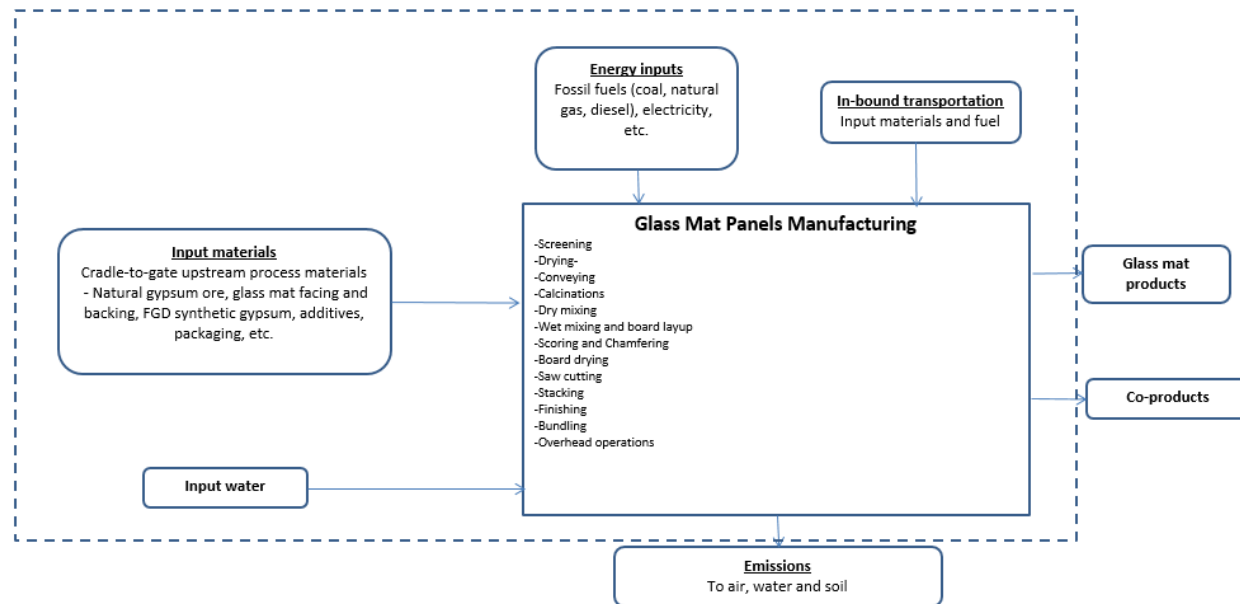 Energy inputs
Fossil fuels (coal, natural
gas, diesel), electricity,
etc.
In-bound transportation
Input materials and fuel
Glass Mat Panels Manufacturing
-Screening
-Drying-
-Conveying
-Calcinations
-Dry mixing
-Wet mixing and board layup
-Scoring and Chamfering
-Board drying
-Saw cutting
-Stacking
-Finishing
-Bundling
-Overhead operations
Input materials
Cradle-to-gate upstream process materials
- Natural gypsum ore, glass mat facing and
backing, FGD synthetic gypsum, additives,
packaging, etc.
Input water
Glass mat
products
Co-products
Emissions
To air, water and soil